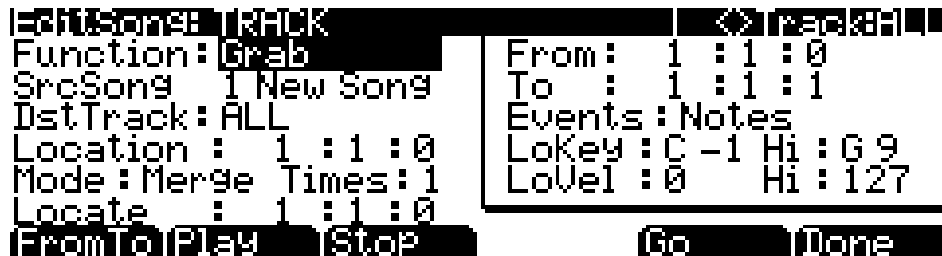 EditSong:TRACK <>Track:A
Function:Grab
SrcSong 1 New Song
DstTrack:ALL
Location : 1 :1 :0
Mode:Merge Times:1
Locate : 1 :1 :0
From: 1 :1 :0
To : 1 :1 :1
Events:Notes
LoKey :C -1 Hi :G 9
LoVel :0 Hi :127
FromTo Play Stop Go Done